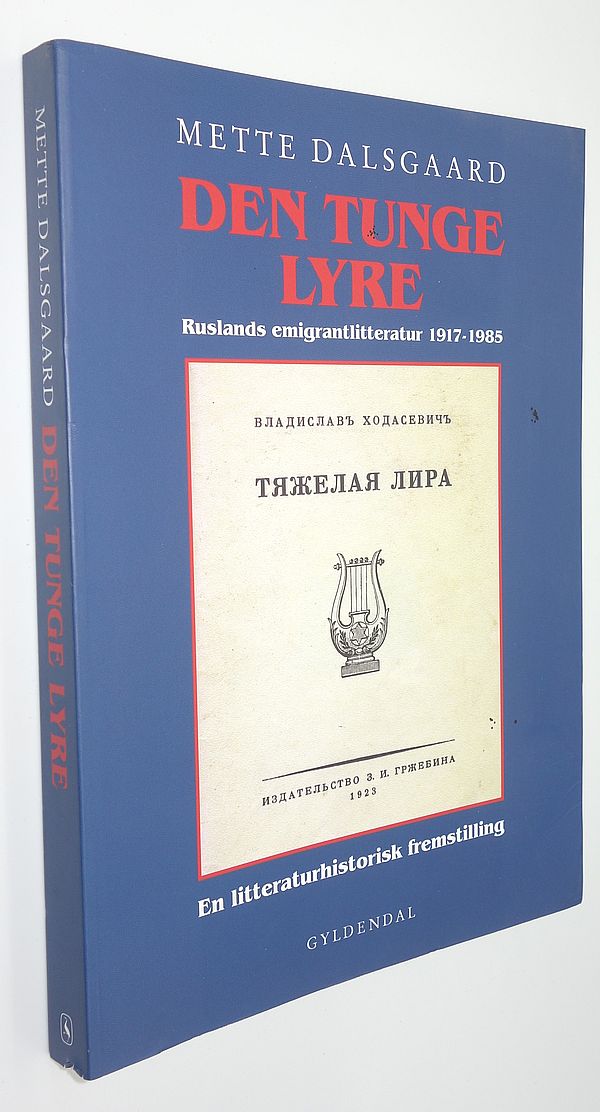 METTE DALSGAARD
DEN TUNGE
LYRE
Ruslands emigrantlitteratur 1917-1985
ВЛАДИСЛАВЪ ХОДАСЕВИЧЪ
ТЯЖЕЛАЯ ЛИРА
ИЗДАТЕЛЬСТВО З. И. ГРЖЕБИНА
1923
En litteraturhistorisk fremstilling
GYLDENDAL
METTE DALSGAARD DEN TUNGE LYRE